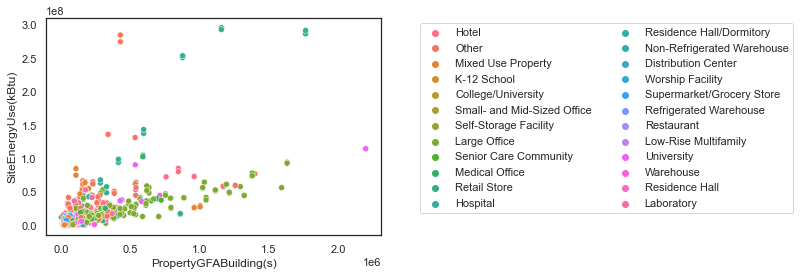 1e8
3.0
2.5
2.0
1.5
1.0
0.5
0.0
SiteEnergyUse(kBtu)
0.0
0.5
1.0
1.5
2.0
PropertyGFABuilding(s)
1e6
Hotel
Other
Mixed Use Property
K-12 School
College/University
Small- and Mid-Sized Office
Self-Storage Facility
Large Office
Senior Care Community
Medical Office
Retail Store
Hospital
Residence Hall/Dormitory
Non-Refrigerated Warehouse
Distribution Center
Worship Facility
Supermarket/Grocery Store
Refrigerated Warehouse
Restaurant
Low-Rise Multifamily
University
Warehouse
Residence Hall
Laboratory